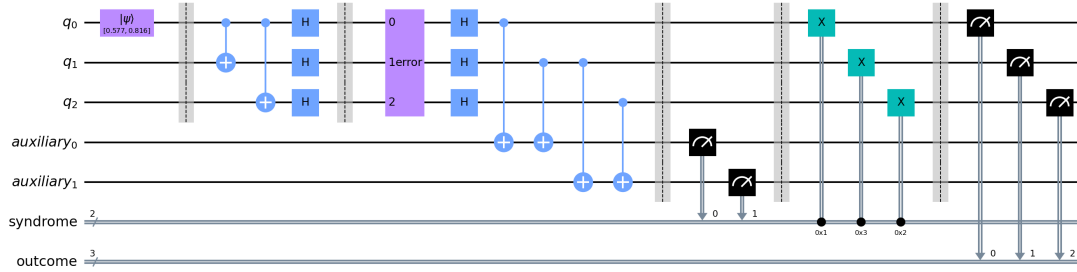 q0 |ψ⟩ [0.577, 0.816] H 0 H X
q1 H 1error H X
q2 H 2 H X
auxiliary0
auxiliary1
syndrome 2 0 1 0x1 0x3 0x2
outcome 3 0 1 2